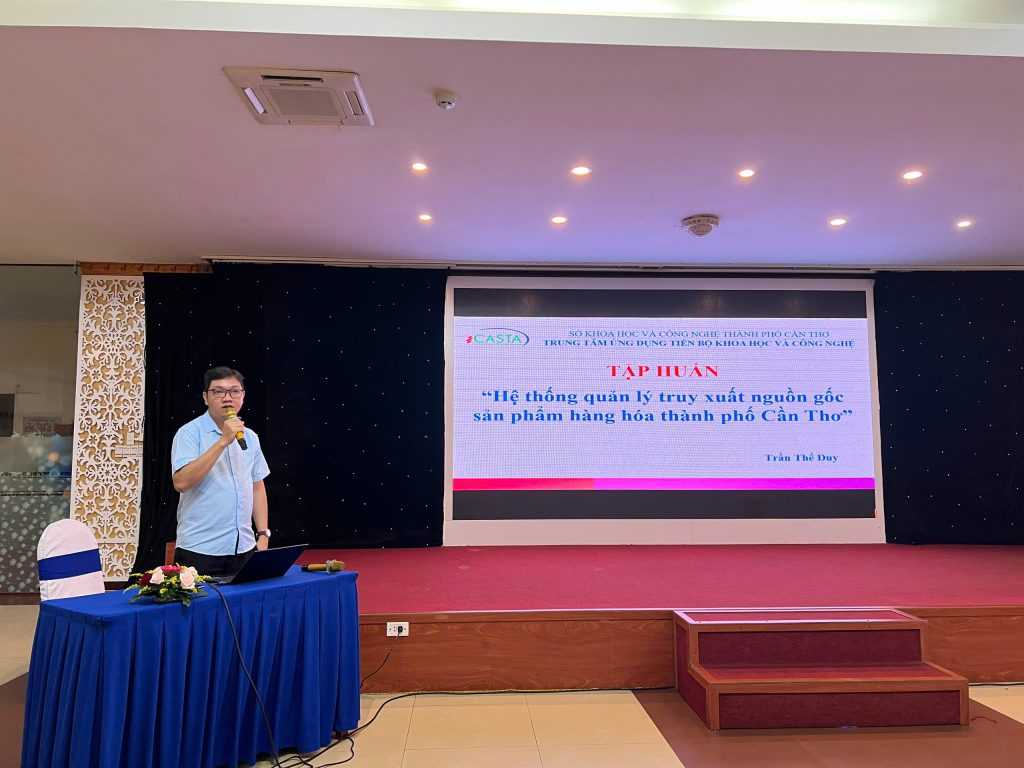 CASTA
SỞ KHOA HỌC VÀ CÔNG NGHỆ THÀNH PHỐ CẦN THƠ
TRUNG TÂM ỨNG DỤNG TIẾN BỘ KHOA HỌC VÀ CÔNG NGHỆ
TẬP HUẤN
“Hệ thống quản lý truy xuất nguồn gốc
sản phẩm hàng hóa thành phố Cần Thơ”
Trần Thế Duy